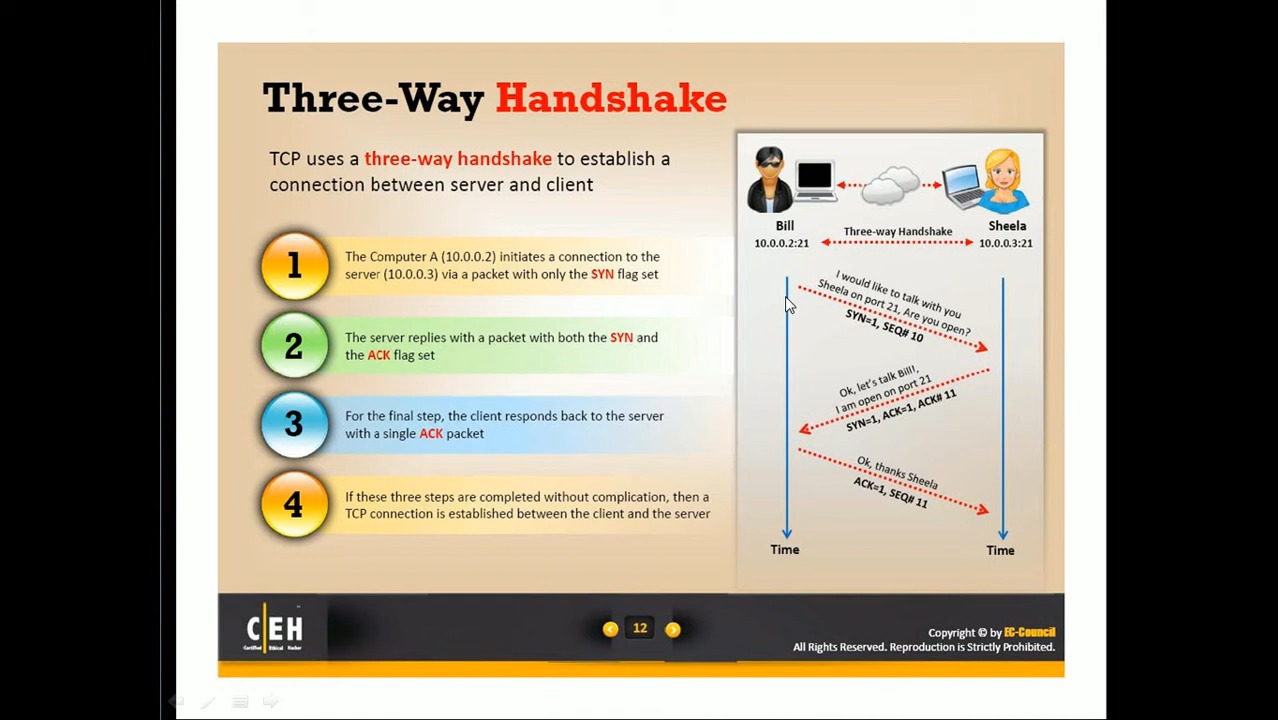 Three-Way Handshake
TCP uses a three-way handshake to establish a
connection between server and client
1
The Computer A (10.0.0.2) initiates a connection to the
server (10.0.0.3) via a packet with only the SYN flag set
2
The server replies with a packet with both the SYN and
the ACK flag set
3
For the final step, the client responds back to the server
with a single ACK packet
4
If these three steps are completed without complication, then a
TCP connection is established between the client and the server
Bill
10.0.0.2:21
Three-way Handshake
Sheela
10.0.0.3:21
I would like to talk with you
Sheela on port 21, Are you open?
SYN=1, SEQ# 10
Ok, let's talk Bill!,
I am open on port 21
SYN=1, ACK=1, ACK# 11
Ok, thanks Sheela
ACK=1, SEQ# 11
Time
Time
CEH
Certified Ethical Hacker
12
Copyright © by EC-Council
All Rights Reserved. Reproduction is Strictly Prohibited.